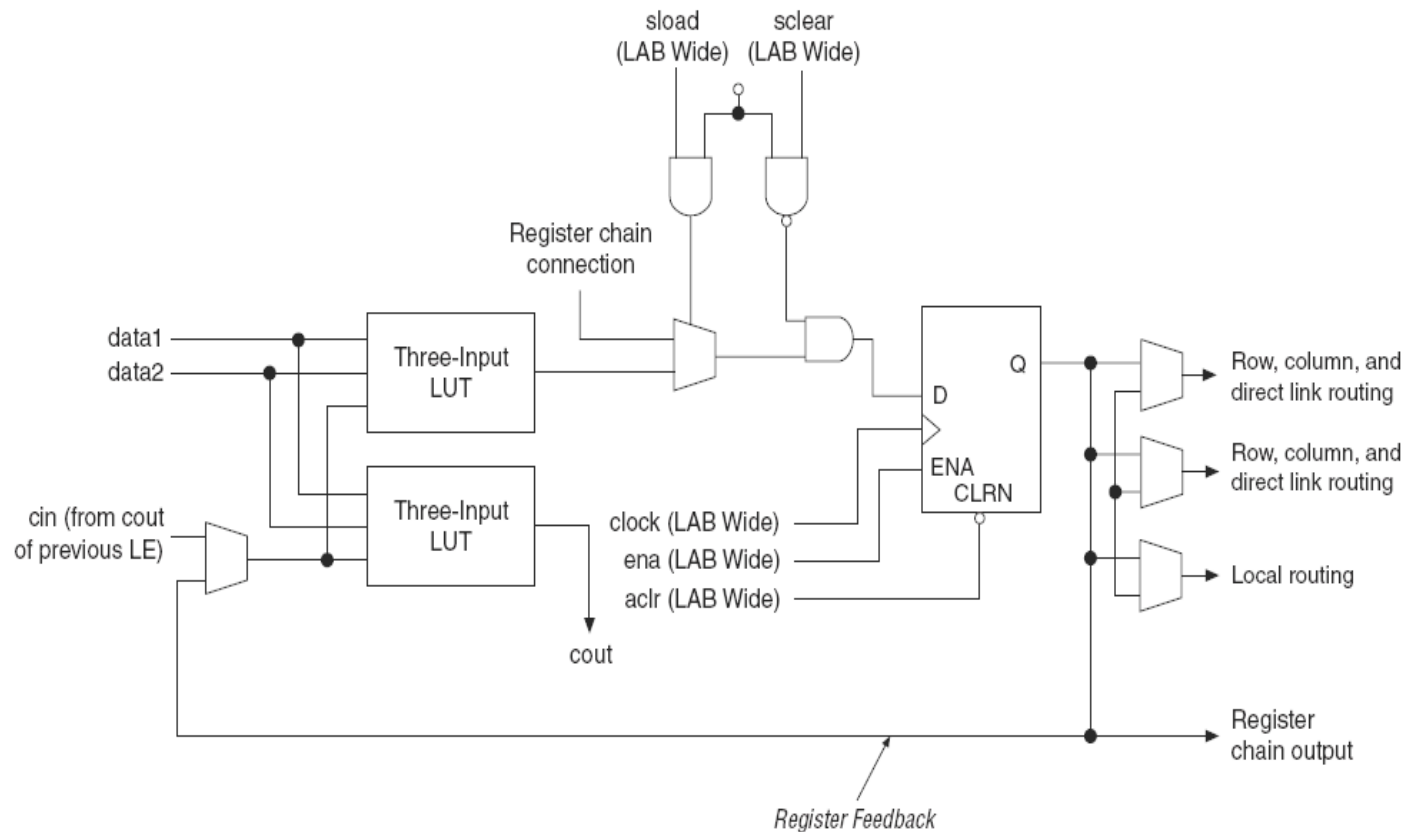 sload
(LAB Wide)
sclear
(LAB Wide)
Register chain
connection
data1
data2
Three-Input
LUT
Three-Input
LUT
cin (from cout
of previous LE)
cout
D
Q
ENA
CLRN
clock (LAB Wide)
ena (LAB Wide)
aclr (LAB Wide)
Row, column, and
direct link routing
Row, column, and
direct link routing
Local routing
Register
chain output
Register Feedback